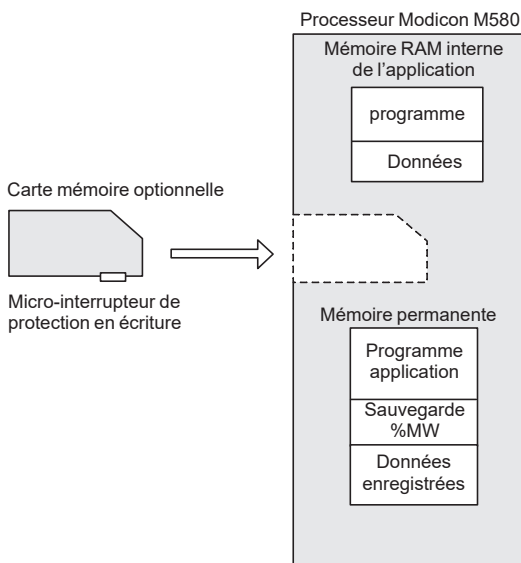 Processeur Modicon M580
Mémoire RAM interne
de l'application
programme
Données
Carte mémoire optionnelle
Micro-interrupteur de
protection en écriture
Mémoire permanente
Programme
application
Sauvegarde
%MW
Données
enregistrées